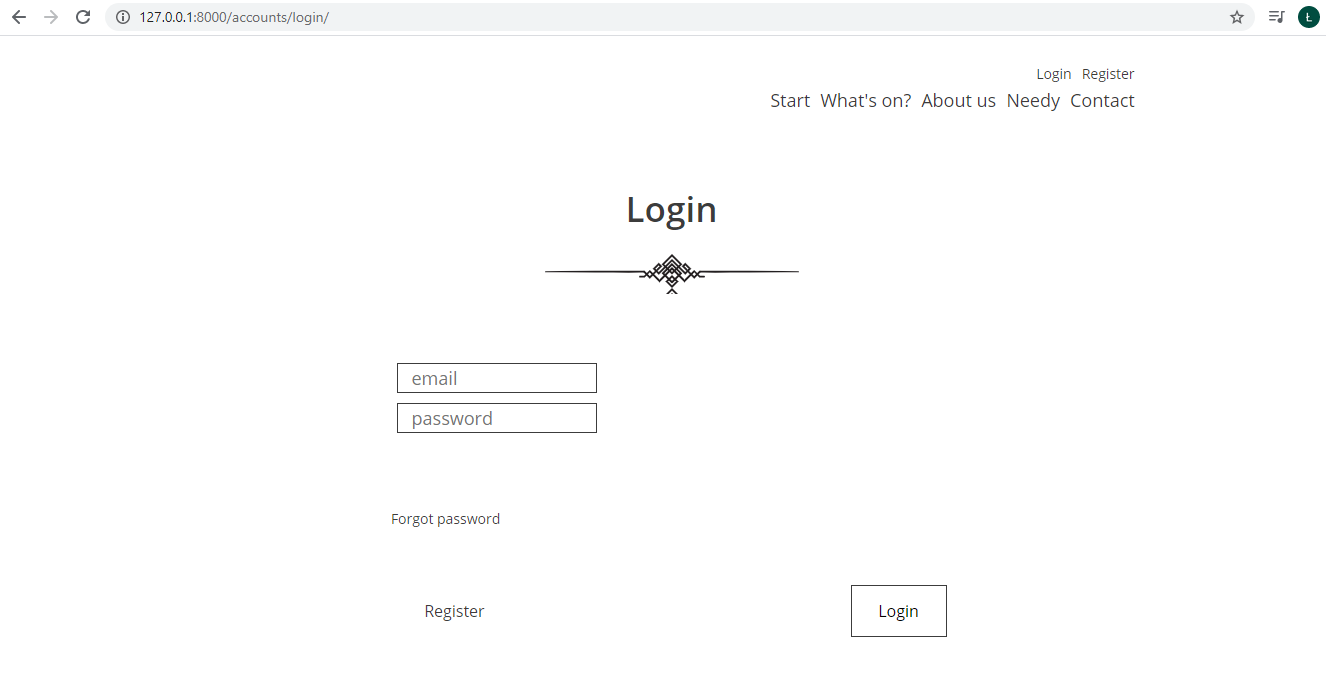 127.0.0.1:8000/accounts/login/
Ł
Login Register
Start What's on? About us Needy Contact
Login
email
password
Forgot password
Register Login